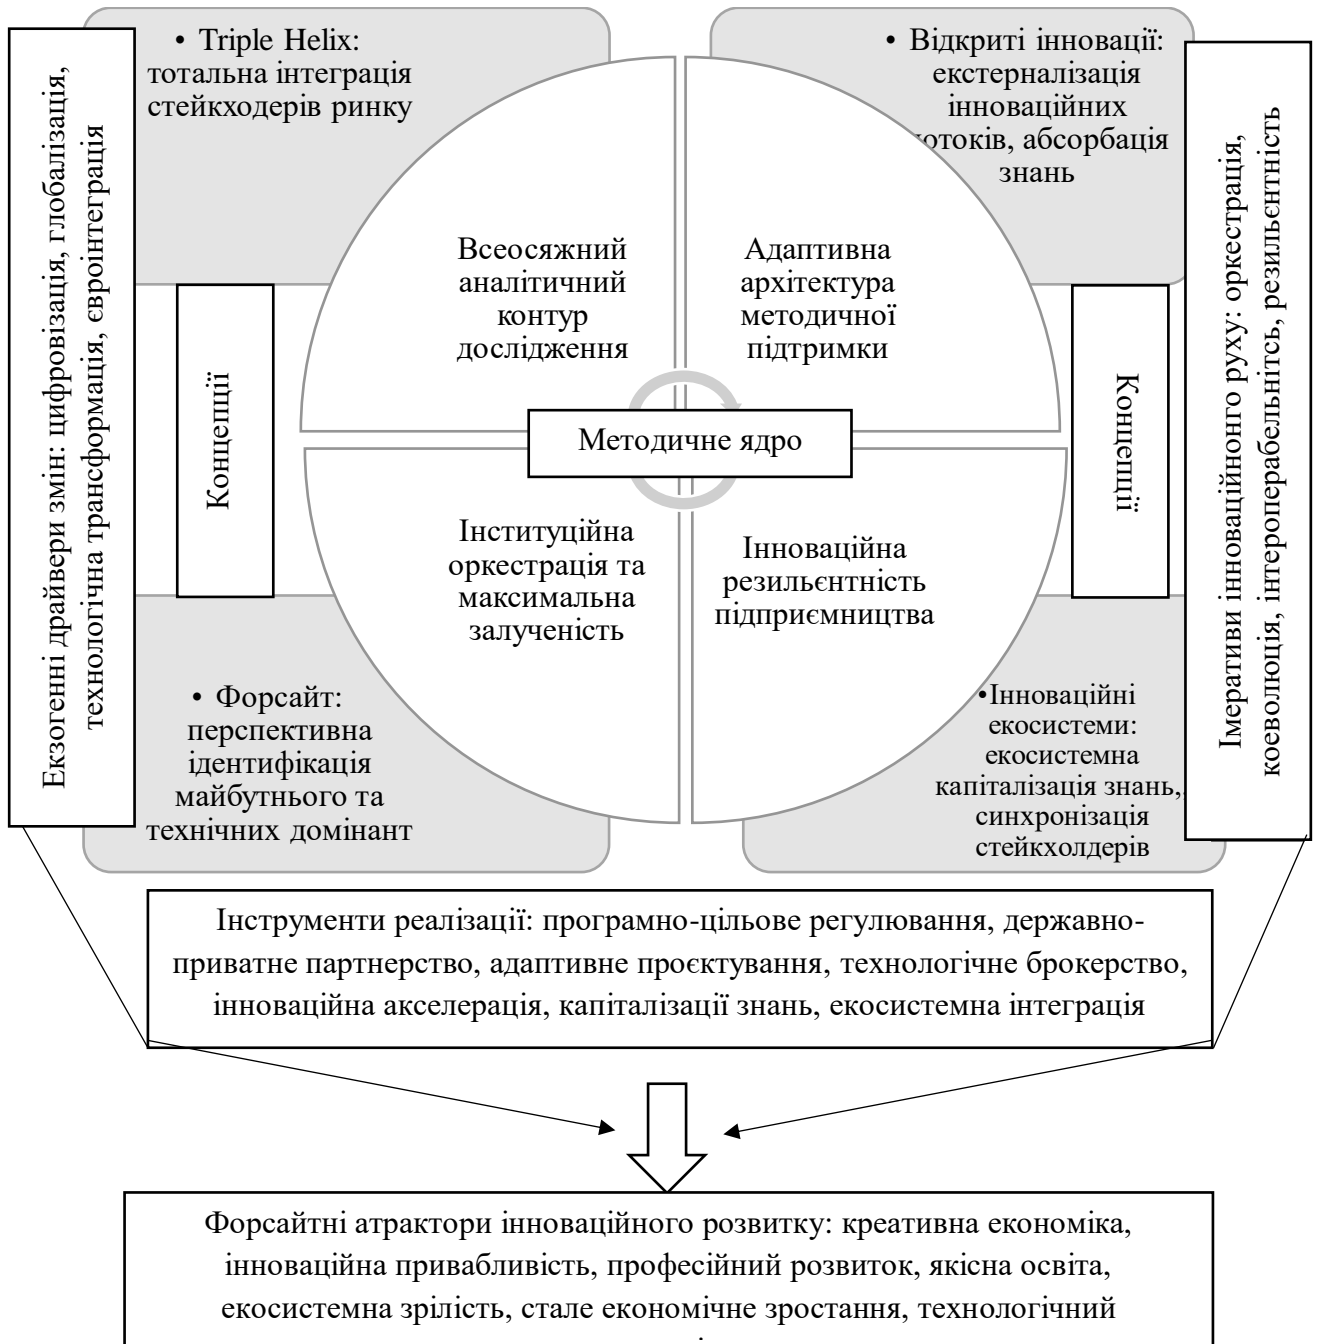 Екзогенні драйвери змін: цифровізація, глобалізація,
технологічна трансформація, євроінтеграція
• Triple Helix:
тотальна інтеграція
стейкходерів ринку
• Відкриті інновації:
екстерналізація
інноваційних
отоків, абсорбація
знань
Імеративи інноваційнонго руху: оркестрація,
коеволюція, інтероперабельнітсь, резильєнтність
Концепції
Всеосяжний
аналітичний
контур
дослідження
Адаптивна
архітектура
методичної
підтримки
Концепції
Методичне ядро
Інституційна
оркестрація та
максимальна
залученість
Інноваційна
резильєнтність
підприємництва
• Форсайт:
перспективна
ідентифікація
майбутнього та
технічних домінант
•Інноваційні
екосистеми:
екосистемна
капіталізація знань,,
синхронізація
стейкхолдерів
Інструменти реалізації: програмно-цільове регулювання, державно-
приватне партнерство, адаптивне проєктування, технологічне брокерство,
інноваційна акселерація, капіталізації знань, екосистемна інтеграція
Форсайтні атрактори інноваційного розвитку: креативна економіка,
інноваційна привабливість, професійний розвиток, якісна освіта,
екосистемна зрілість, стале економічне зростання, технологічний